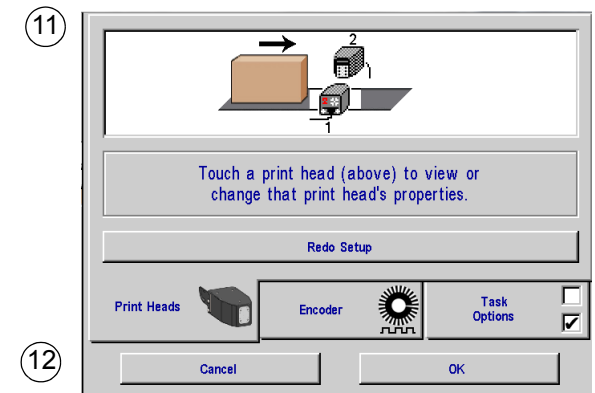 11
2
1
Touch a print head (above) to view or
change that print head's properties.
Redo Setup
Print Heads
Encoder
Task
Options
12
Cancel
OK